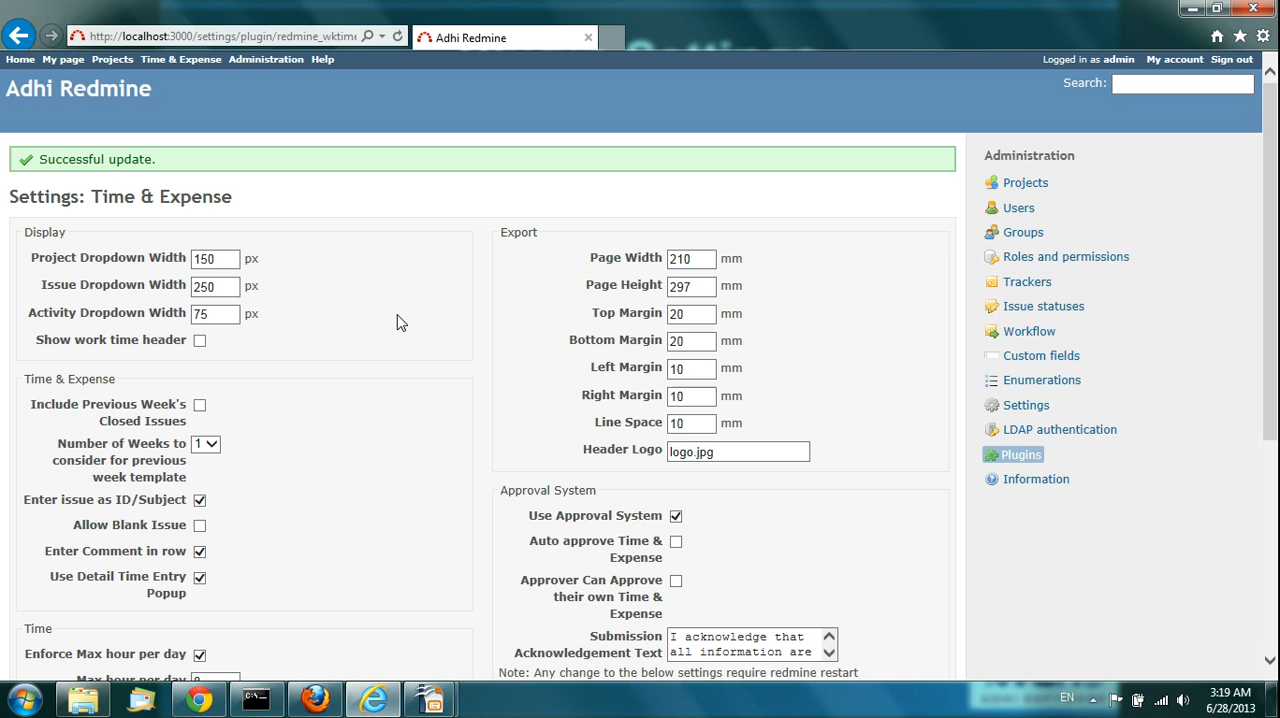 http://localhost:3000/settings/plugin/redmine_wktime
Adhi Redmine
Home My page Projects Time & Expense Administration Help
Logged in as admin My account Sign out
Adhi Redmine
Search:
Successful update.
Settings: Time & Expense
Display
Project Dropdown Width 150 px
Issue Dropdown Width 250 px
Activity Dropdown Width 75 px
Show work time header
Time & Expense
Include Previous Week's
Closed Issues
Number of Weeks to 1
consider for previous
week template
Enter issue as ID/Subject
Allow Blank Issue
Enter Comment in row
Use Detail Time Entry
Popup
Time
Enforce Max hour per day
Max hour per day
Export
Page Width 210 mm
Page Height 297 mm
Top Margin 20 mm
Bottom Margin 20 mm
Left Margin 10 mm
Right Margin 10 mm
Line Space 10 mm
Header Logo logo.jpg
Approval System
Use Approval System
Auto approve Time &
Expense
Approver Can Approve
their own Time &
Expense
Submission I acknowledge that
Acknowledgement Text all information are
Note: Any change to the below settings require redmine restart
Administration
Projects
Users
Groups
Roles and permissions
Trackers
Issue statuses
Workflow
Custom fields
Enumerations
Settings
LDAP authentication
Plugins
Information
EN
3:19 AM
6/28/2013